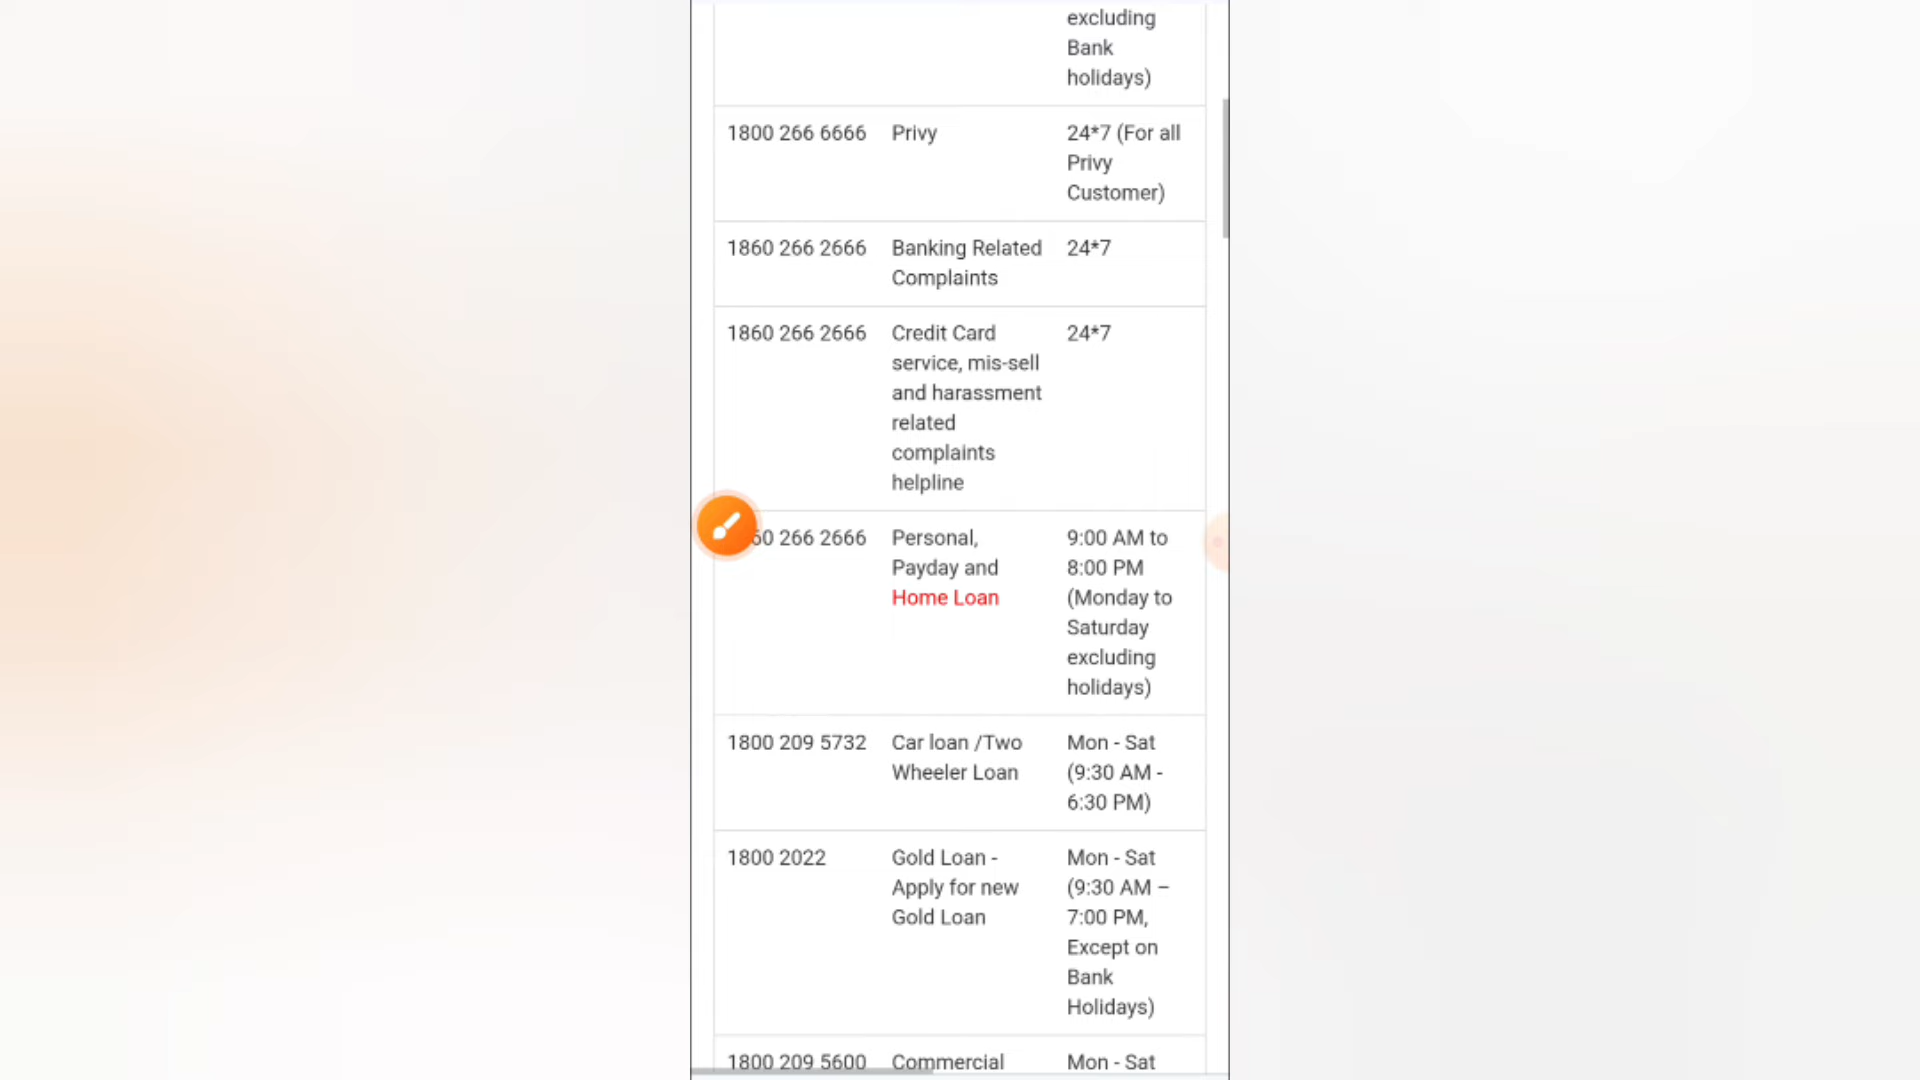 excluding
Bank
holidays)
1800 266 6666 Privy 24*7 (For all
Privy
Customer)
1860 266 2666 Banking Related 24*7
Complaints
1860 266 2666 Credit Card 24*7
service, mis-sell
and harassment
related
complaints
helpline
60 266 2666 Personal, 9:00 AM to
Payday and 8:00 PM
Home Loan (Monday to
Saturday
excluding
holidays)
1800 209 5732 Car loan /Two Mon - Sat
Wheeler Loan (9:30 AM -
6:30 PM)
1800 2022 Gold Loan - Mon - Sat
Apply for new (9:30 AM –
Gold Loan 7:00 PM,
Except on
Bank
Holidays)
1800 209 5600 Commercial Mon - Sat